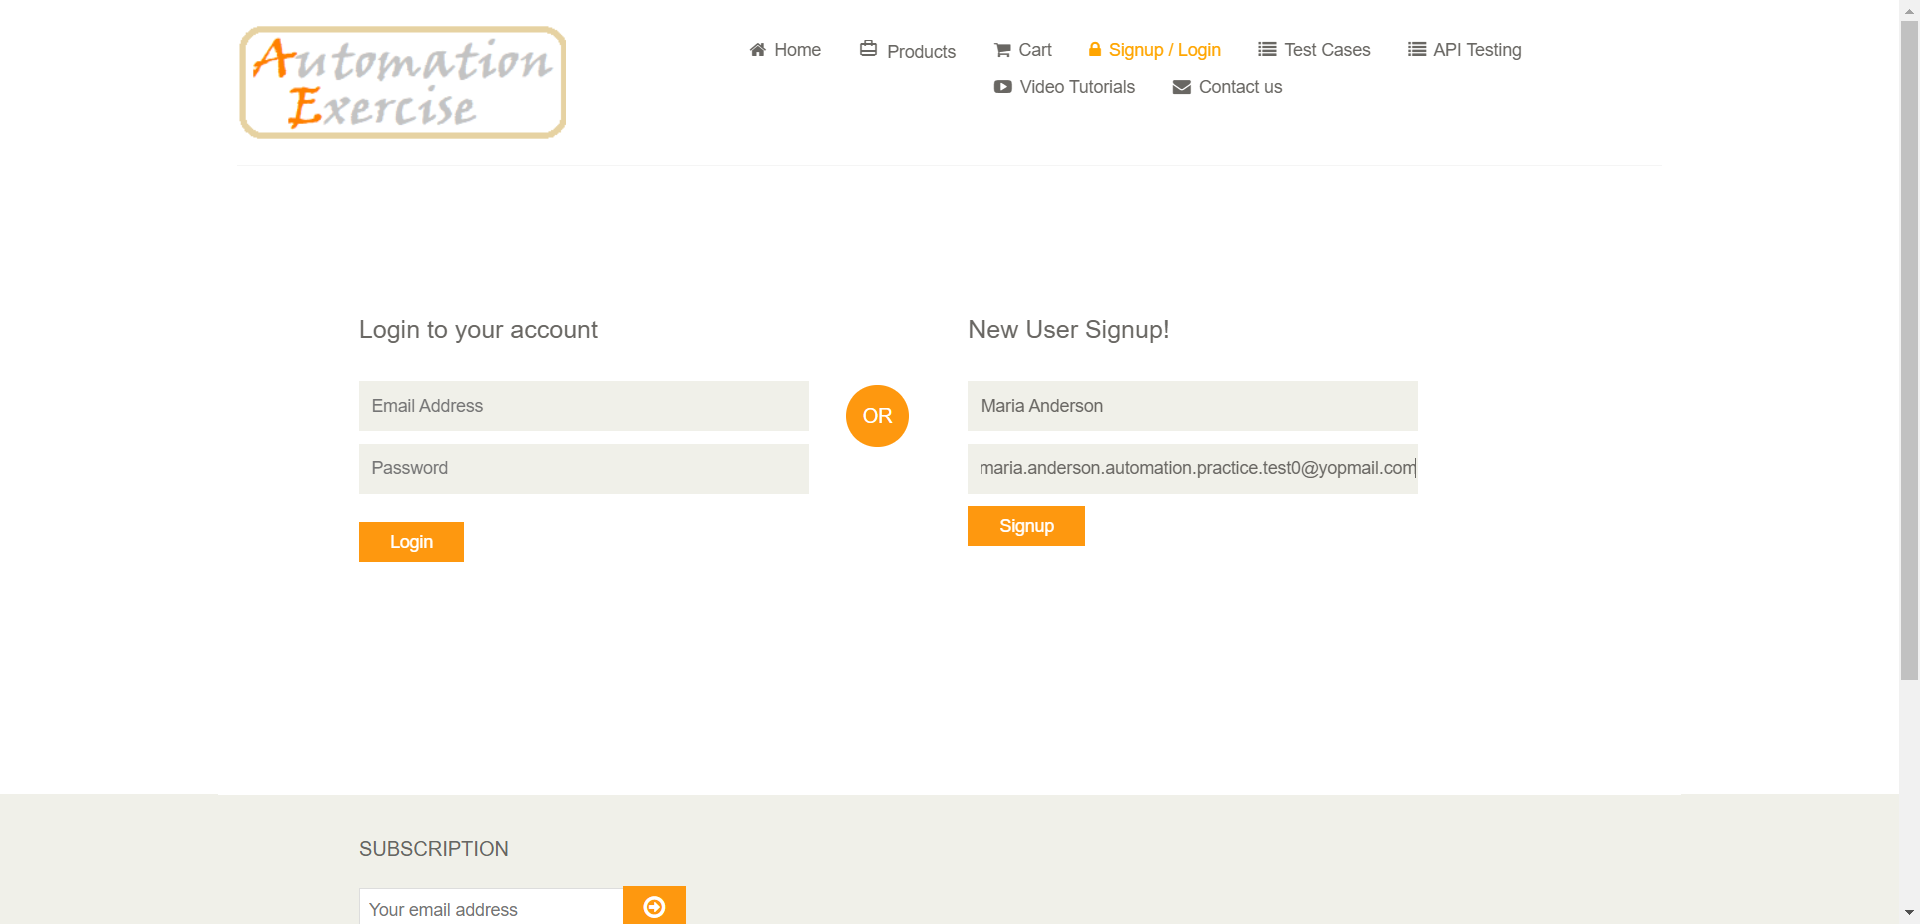 Automation
Exercise
Home
Products
Cart
Signup / Login
Test Cases
API Testing
Video Tutorials
Contact us
Login to your account
Email Address
Password
Login
OR
New User Signup!
Maria Anderson
maria.anderson.automation.practice.test0@yopmail.com
Signup
SUBSCRIPTION
Your email address